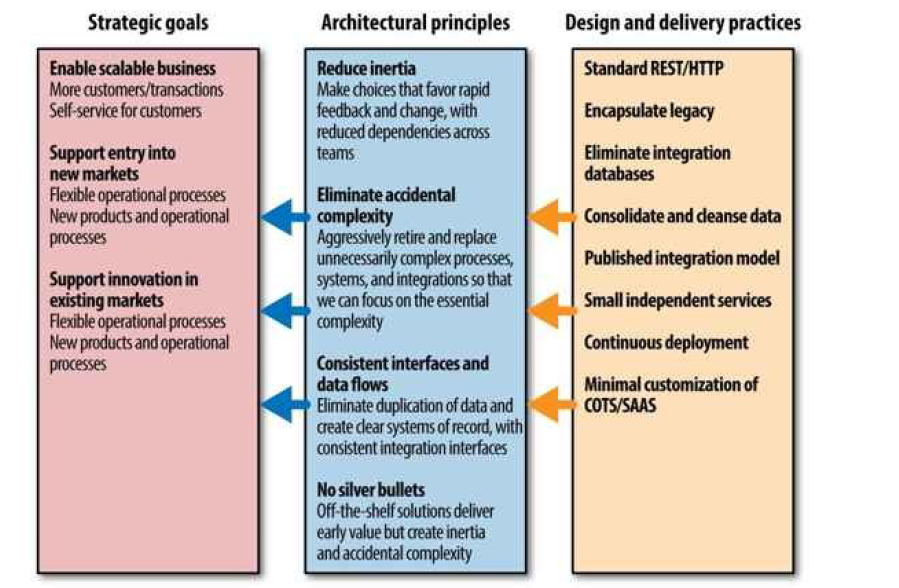 Strategic goals
Enable scalable business
More customers/transactions
Self-service for customers
Support entry into
new markets
Flexible operational processes
New products and operational
processes
Support innovation in
existing markets
Flexible operational processes
New products and operational
processes
Architectural principles
Reduce inertia
Make choices that favor rapid
feedback and change, with
reduced dependencies across
teams
Eliminate accidental
complexity
Aggressively retire and replace
unnecessarily complex processes,
systems, and integrations so that
we can focus on the essential
complexity
Consistent interfaces and
data flows
Eliminate duplication of data and
create clear systems of record, with
consistent integration interfaces
No silver bullets
Off-the-shelf solutions deliver
early value but create inertia
and accidental complexity
Design and delivery practices
Standard REST/HTTP
Encapsulate legacy
Eliminate integration
databases
Consolidate and cleanse data
Published integration model
Small independent services
Continuous deployment
Minimal customization of
COTS/SAAS